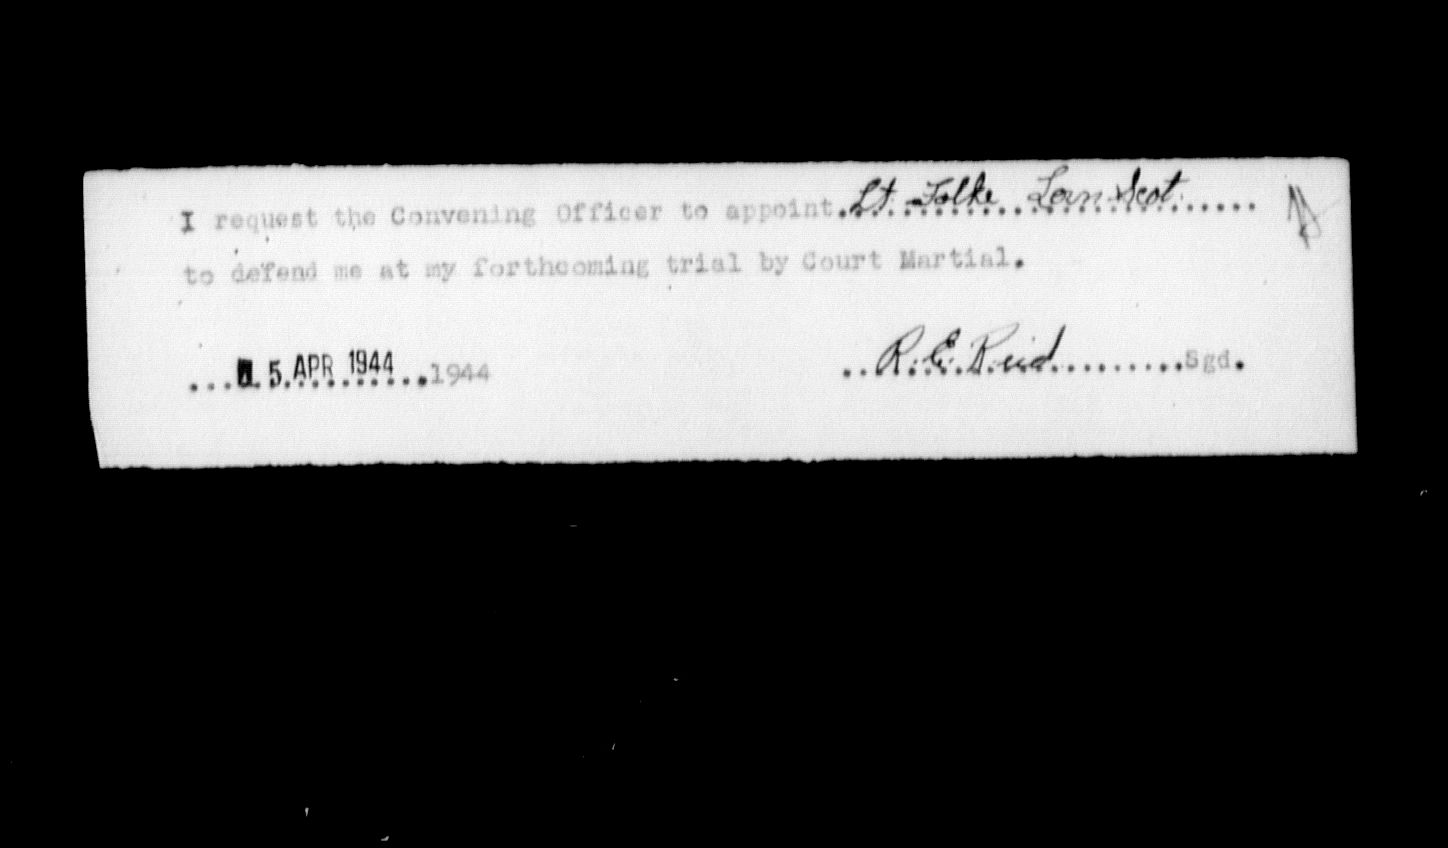 I request the Convening Officer to appoint..Lt. Folke Lan Scot........
to defend me at my forthcoming trial by Court Martial.
....5 APR 1944....1944
..R. E. Reid..........Sgd.